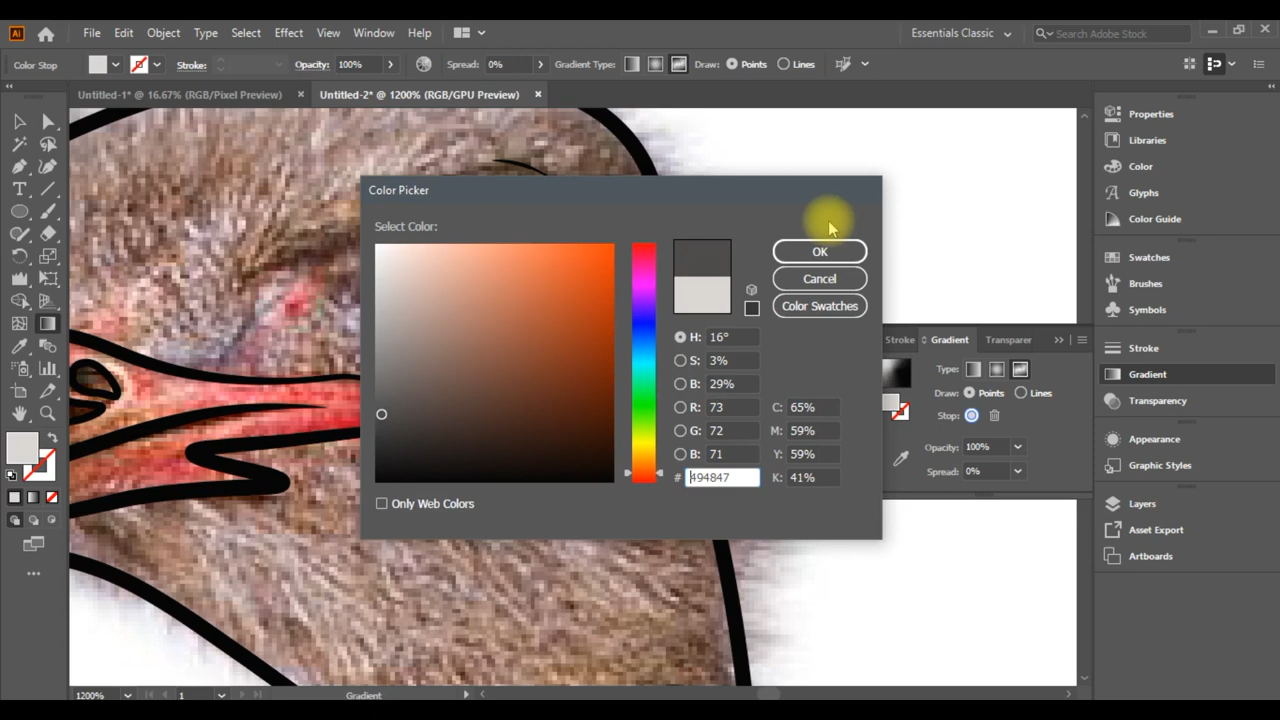 Ai File Edit Object Type Select Effect View Window Help Essentials Classic Search Adobe Stock
Color Stop Stroke: Opacity: 100% Spread: 0% Gradient Type: Draw: Points Lines
Untitled-1* @ 16.67% (RGB/Pixel Preview) × Untitled-2* @ 1200% (RGB/GPU Preview) ×
Properties
Libraries
Color
Glyphs
Color Guide
Swatches
Brushes
Symbols
Stroke
Gradient
Transparency
Appearance
Graphic Styles
Layers
Asset Export
Artboards
Color Picker
Select Color:
OK
Cancel
Color Swatches
H: 16°
S: 3%
B: 29%
R: 73 C: 65%
G: 72 M: 59%
B: 71 Y: 59%
# 494847 K: 41%
Only Web Colors
Stroke Gradient Transparer
Type:
Draw: Points Lines
Stop:
Opacity: 100%
Spread: 0%
1200% 1 Gradient